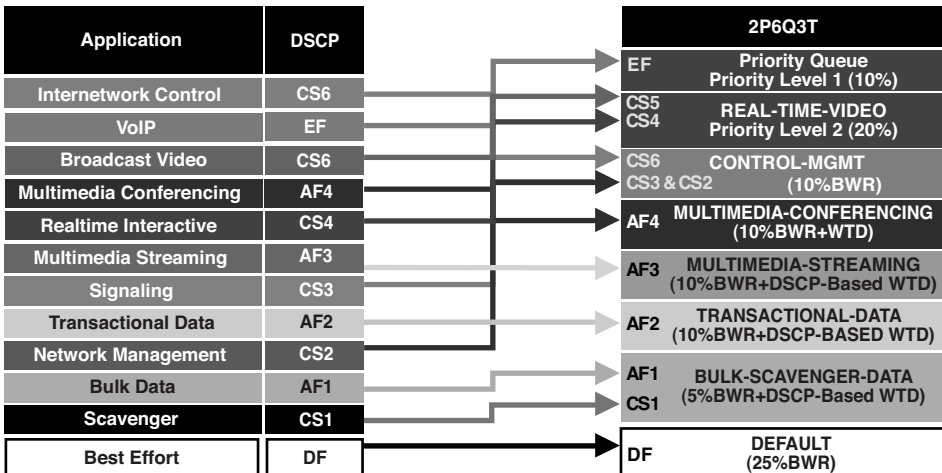 Application DSCP
Internetwork Control CS6
VoIP EF
Broadcast Video CS6
Multimedia Conferencing AF4
Realtime Interactive CS4
Multimedia Streaming AF3
Signaling CS3
Transactional Data AF2
Network Management CS2
Bulk Data AF1
Scavenger CS1
Best Effort DF
2P6Q3T
EF Priority Queue
Priority Level 1 (10%)
CS5
CS4
REAL-TIME-VIDEO
Priority Level 2 (20%)
CS6 CONTROL-MGMT
CS3 & CS2 (10%BWR)
AF4 MULTIMEDIA-CONFERENCING
(10%BWR+WTD)
AF3 MULTIMEDIA-STREAMING
(10%BWR+DSCP-Based WTD)
AF2 TRANSACTIONAL-DATA
(10%BWR+DSCP-BASED WTD)
AF1
CS1
BULK-SCAVENGER-DATA
(5%BWR+DSCP-Based WTD)
DF DEFAULT
(25%BWR)